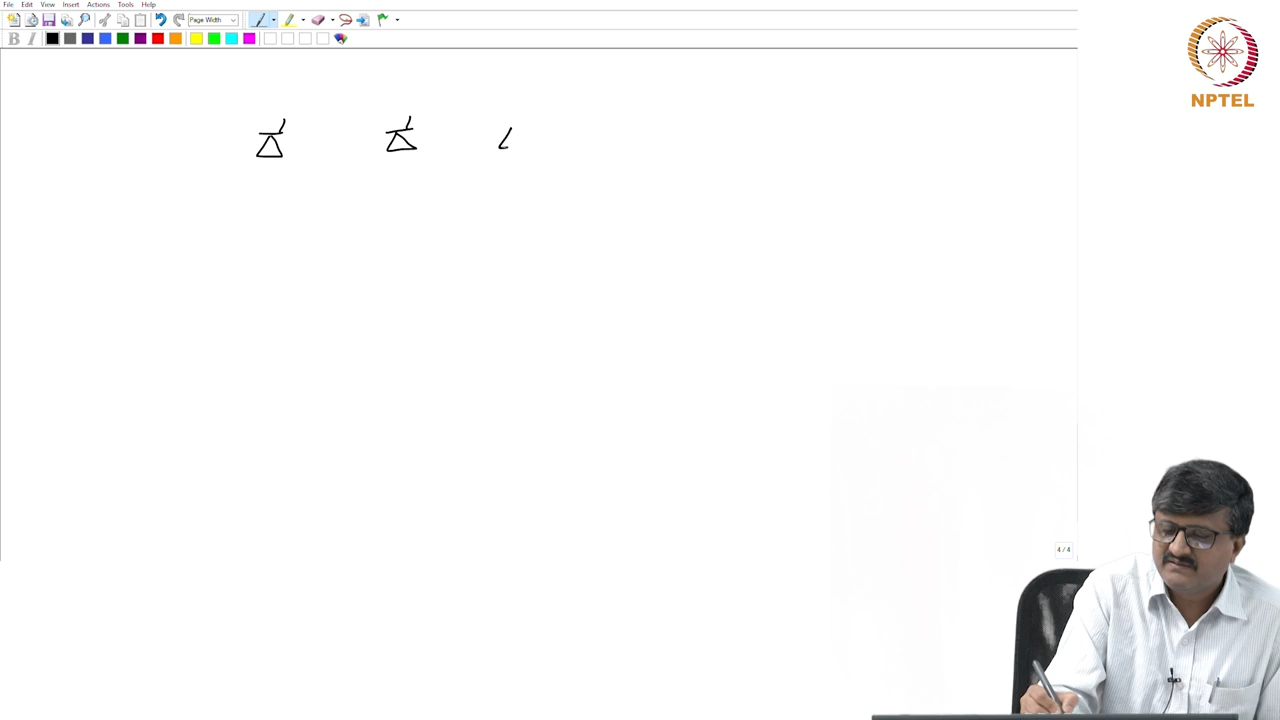 File Edit View Insert Actions Tools Help
Page Width
B I
NPTEL
4 / 4